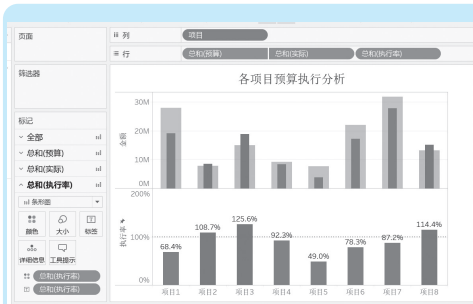 页面
iii 列
项目
行
总和(预算)
总和(实际)
总和(执行率)
筛选器
各项目预算执行分析
30M
20M
10M
0M
金额
标记
全部
总和(预算)
总和(实际)
总和(执行率)
条形图
颜色
大小
标签
详细信息
工具提示
总和(执行率)
总和(执行率)
200%
100%
0%
执行率
68.4%
108.7%
125.6%
92.3%
49.0%
78.3%
87.2%
114.4%
项目1 项目2 项目3 项目4 项目5 项目6 项目7 项目8